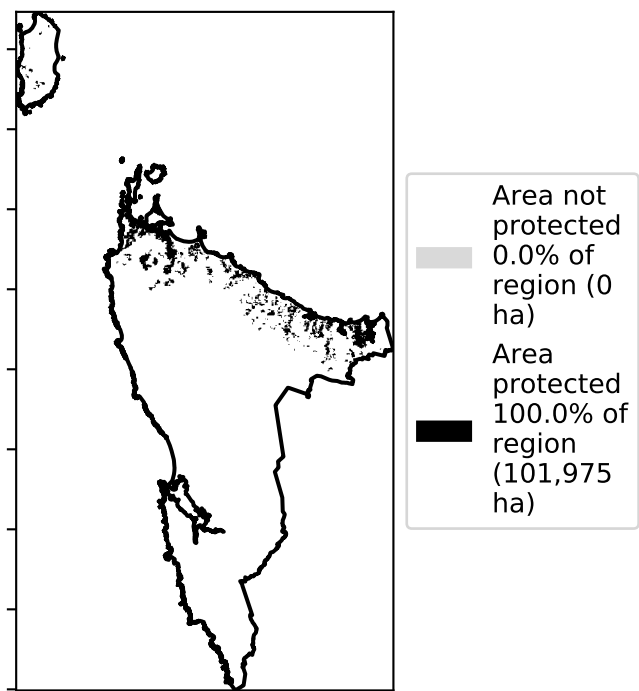 Area not
protected
0.0% of
region (0
ha)
Area
protected
100.0% of
region
(101,975
ha)